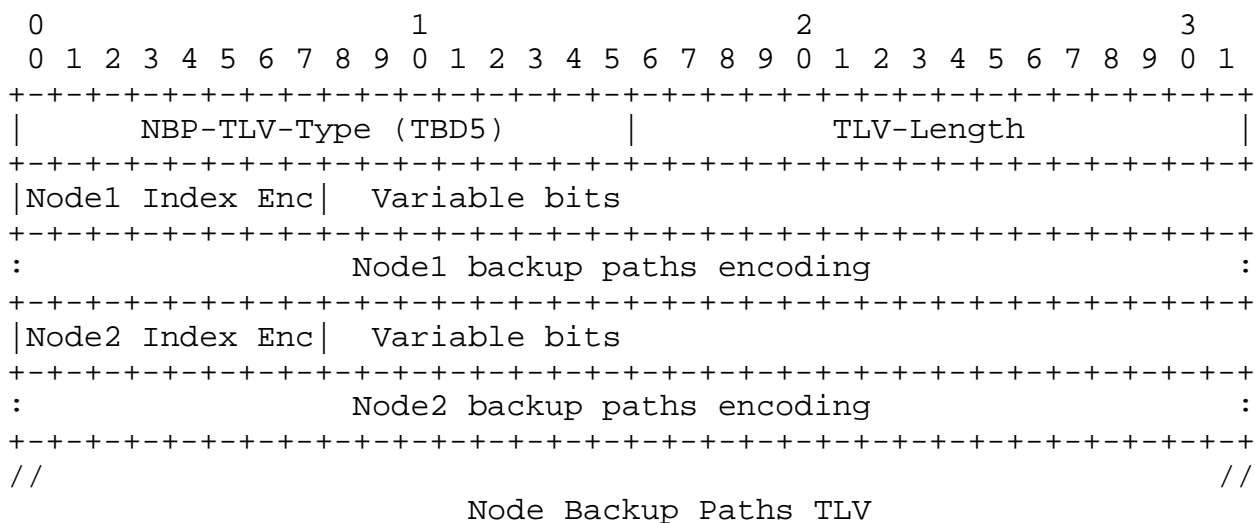 0                   1                   2                   3
 0 1 2 3 4 5 6 7 8 9 0 1 2 3 4 5 6 7 8 9 0 1 2 3 4 5 6 7 8 9 0 1
+-+-+-+-+-+-+-+-+-+-+-+-+-+-+-+-+-+-+-+-+-+-+-+-+-+-+-+-+-+-+-+-+
|      NBP-TLV-Type (TBD5)      |          TLV-Length           |
+-+-+-+-+-+-+-+-+-+-+-+-+-+-+-+-+-+-+-+-+-+-+-+-+-+-+-+-+-+-+-+-+
|Node1 Index Enc|  Variable bits
+-+-+-+-+-+-+-+-+-+-+-+-+-+-+-+-+-+-+-+-+-+-+-+-+-+-+-+-+-+-+-+-+
:                 Node1 backup paths encoding                   :
+-+-+-+-+-+-+-+-+-+-+-+-+-+-+-+-+-+-+-+-+-+-+-+-+-+-+-+-+-+-+-+-+
|Node2 Index Enc|  Variable bits
+-+-+-+-+-+-+-+-+-+-+-+-+-+-+-+-+-+-+-+-+-+-+-+-+-+-+-+-+-+-+-+-+
:                 Node2 backup paths encoding                   :
+-+-+-+-+-+-+-+-+-+-+-+-+-+-+-+-+-+-+-+-+-+-+-+-+-+-+-+-+-+-+-+-+
//                                                             //
                       Node Backup Paths TLV